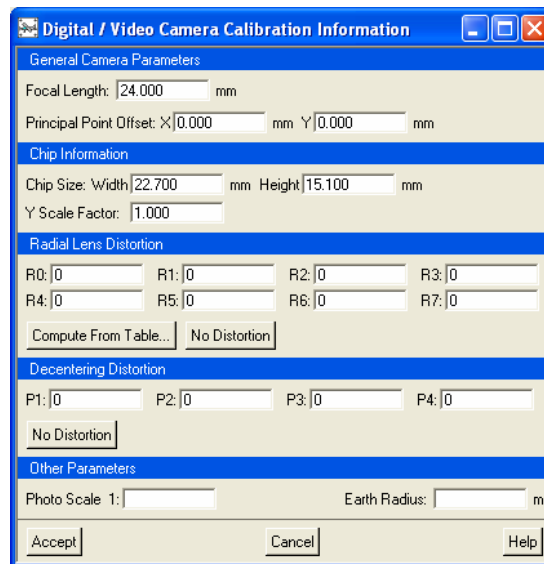 Digital / Video Camera Calibration Information
General Camera Parameters
Focal Length: 24.000 mm
Principal Point Offset: X 0.000 mm Y 0.000 mm
Chip Information
Chip Size: Width 22.700 mm Height 15.100 mm
Y Scale Factor: 1.000
Radial Lens Distortion
R0: 0 R1: 0 R2: 0 R3: 0
R4: 0 R5: 0 R6: 0 R7: 0
Compute From Table... No Distortion
Decentering Distortion
P1: 0 P2: 0 P3: 0 P4: 0
No Distortion
Other Parameters
Photo Scale 1: Earth Radius: m
Accept Cancel Help